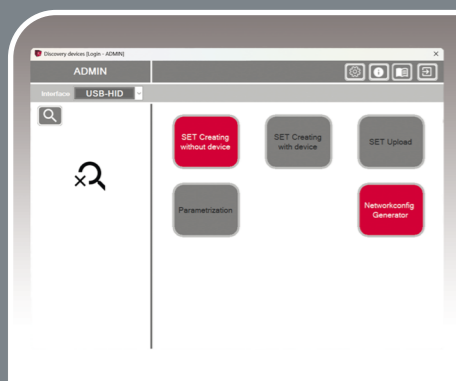 Discovery devices [Login - ADMIN]
ADMIN
Interface USB-HID
SET Creating
without device
SET Creating
with device
SET Upload
Parametrization
Networkconfig
Generator